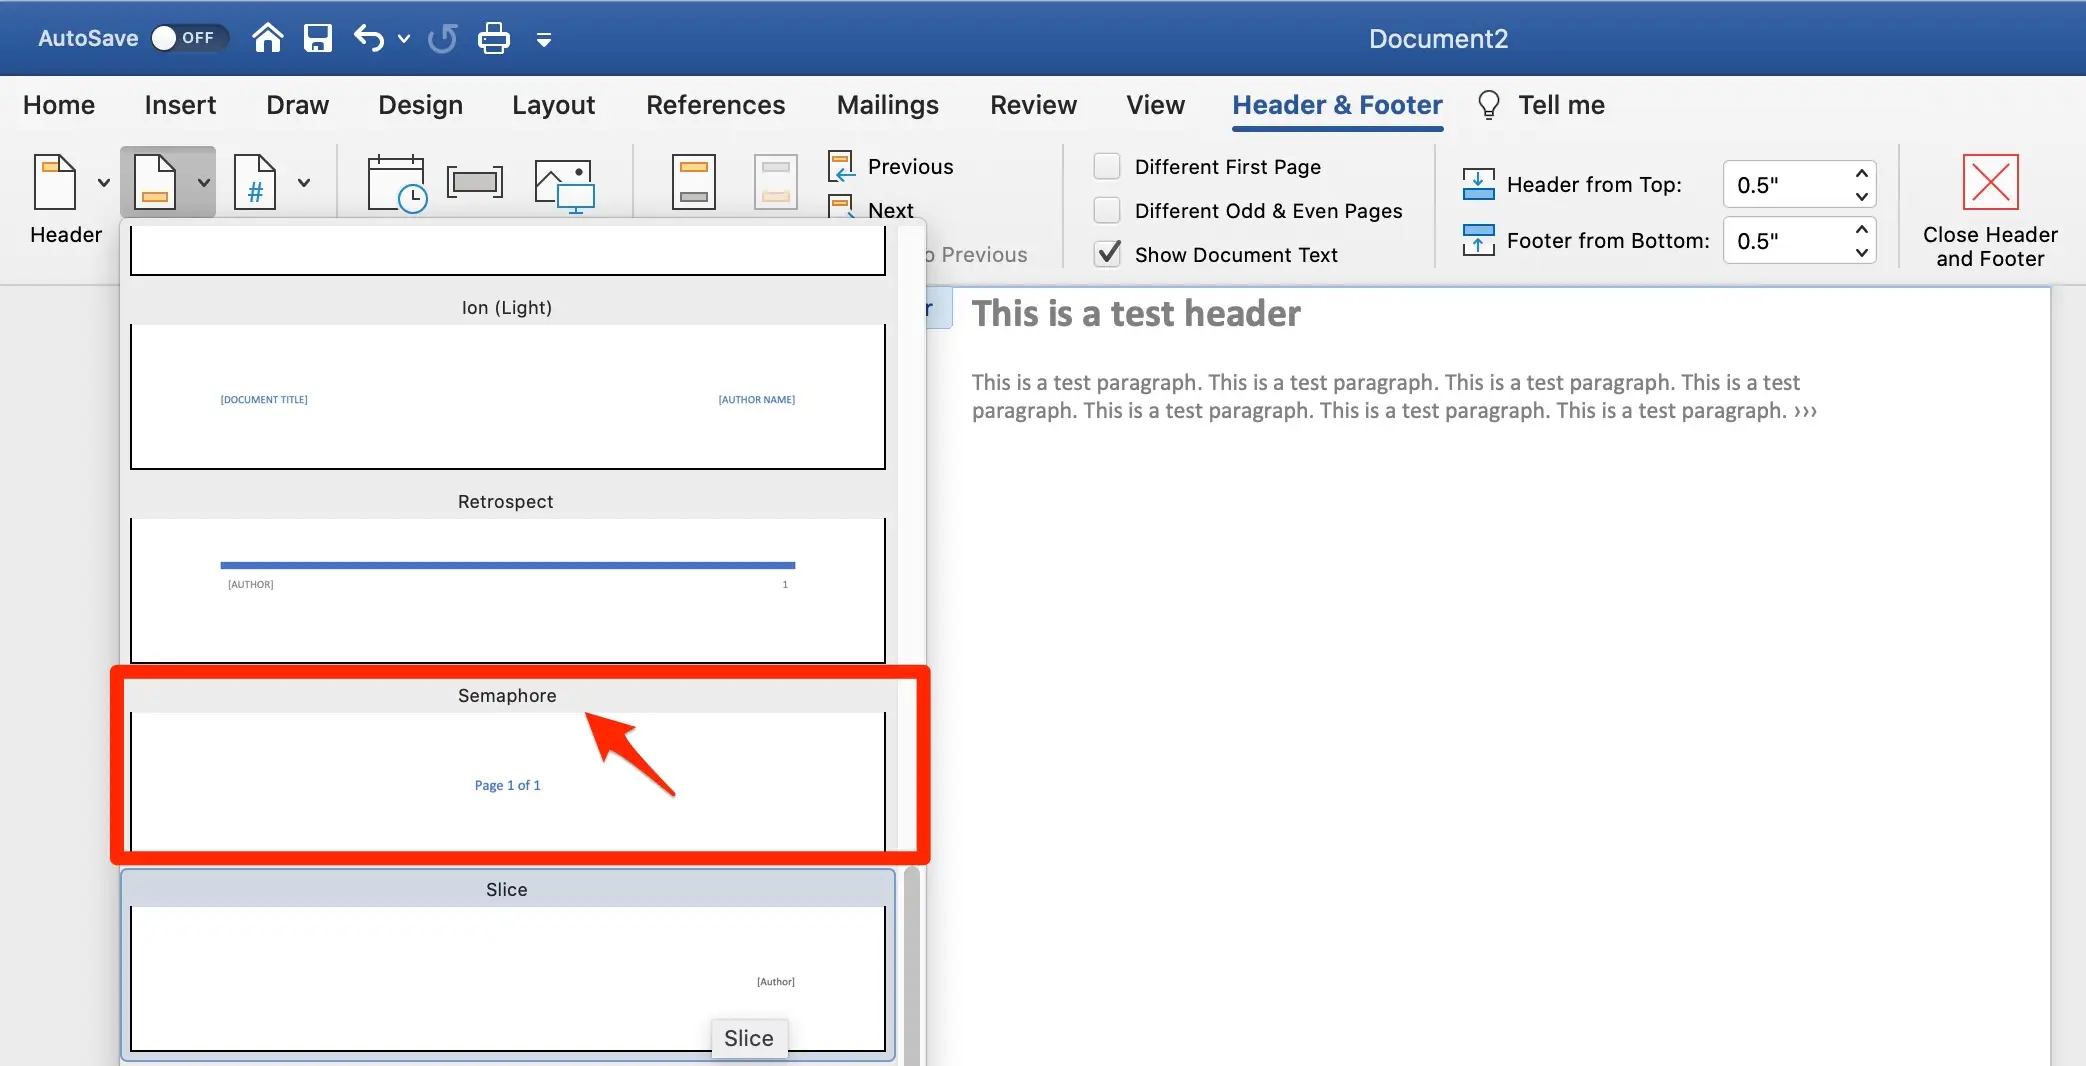 AutoSave OFF Document2
Home Insert Draw Design Layout References Mailings Review View Header & Footer Tell me
Header
#
Previous
Next
o Previous
Different First Page
Different Odd & Even Pages
Show Document Text
Header from Top: 0.5"
Footer from Bottom: 0.5"
Close Header
and Footer
Ion (Light)
[DOCUMENT TITLE] [AUTHOR NAME]
Retrospect
[AUTHOR] 1
Semaphore
Page 1 of 1
Slice
[Author]
Slice
r
This is a test header
This is a test paragraph. This is a test paragraph. This is a test paragraph. This is a test
paragraph. This is a test paragraph. This is a test paragraph. This is a test paragraph. ›››